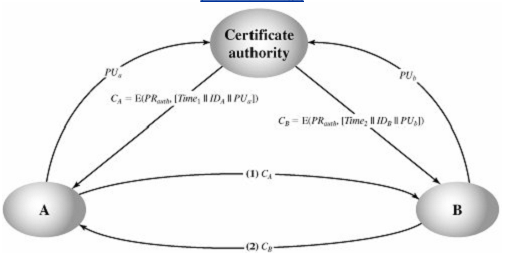 Certificate
authority
PUa
PUb
CA = E(PRauth, [Time1 || IDA || PUa])
CB = E(PRauth, [Time2 || IDB || PUb])
(1) CA
A
B
(2) CB